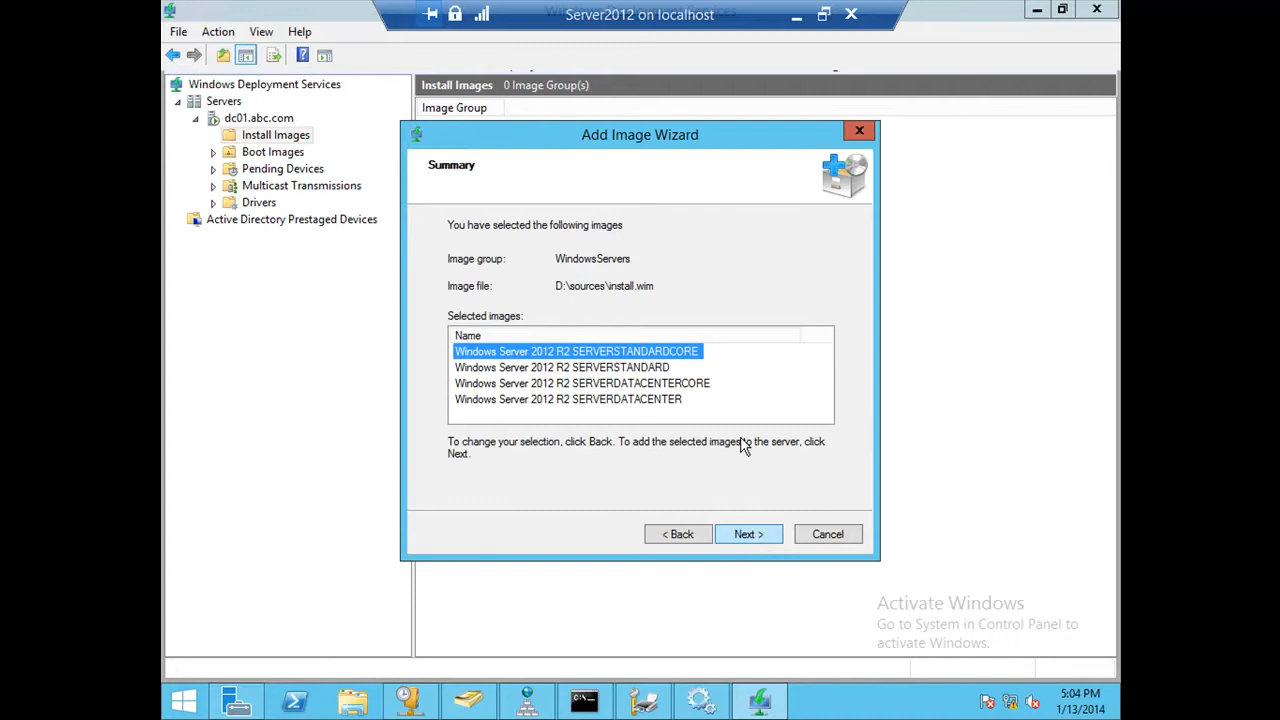 Server2012 on localhost
File Action View Help
Windows Deployment Services
Servers
dc01.abc.com
Install Images
Boot Images
Pending Devices
Multicast Transmissions
Drivers
Active Directory Prestaged Devices
Install Images 0 Image Group(s)
Image Group
Add Image Wizard
Summary
You have selected the following images
Image group: WindowsServers
Image file: D:\sources\install.wim
Selected images:
Name
Windows Server 2012 R2 SERVERSTANDARDCORE
Windows Server 2012 R2 SERVERSTANDARD
Windows Server 2012 R2 SERVERDATACENTERCORE
Windows Server 2012 R2 SERVERDATACENTER
To change your selection, click Back. To add the selected images to the server, click
Next.
< Back Next > Cancel
Activate Windows
Go to System in Control Panel to
activate Windows.
5:04 PM
1/13/2014